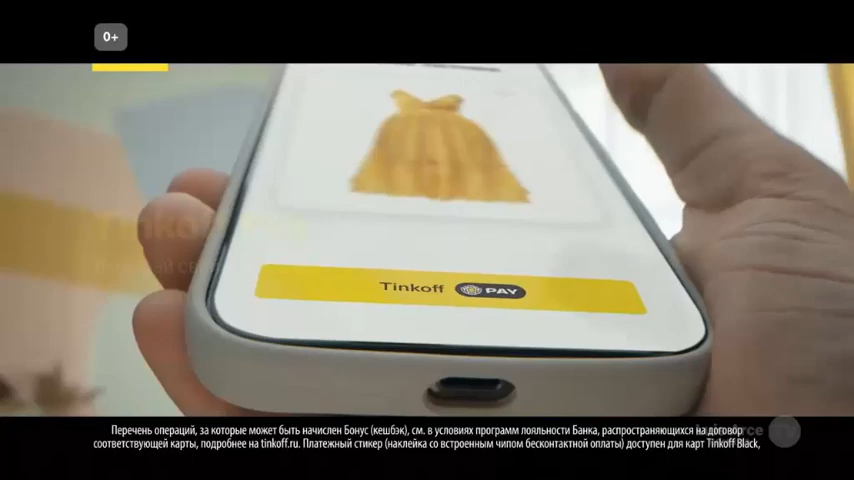 0+
Tinkoff PAY
Перечень операций, за которые может быть начислен Бонус (кешбэк), см. в условиях программ лояльности Банка, распространяющихся на договор
соответствующей карты, подробнее на tinkoff.ru. Платежный стикер (наклейка со встроенным чипом бесконтактной оплаты) доступен для карт Tinkoff Black,